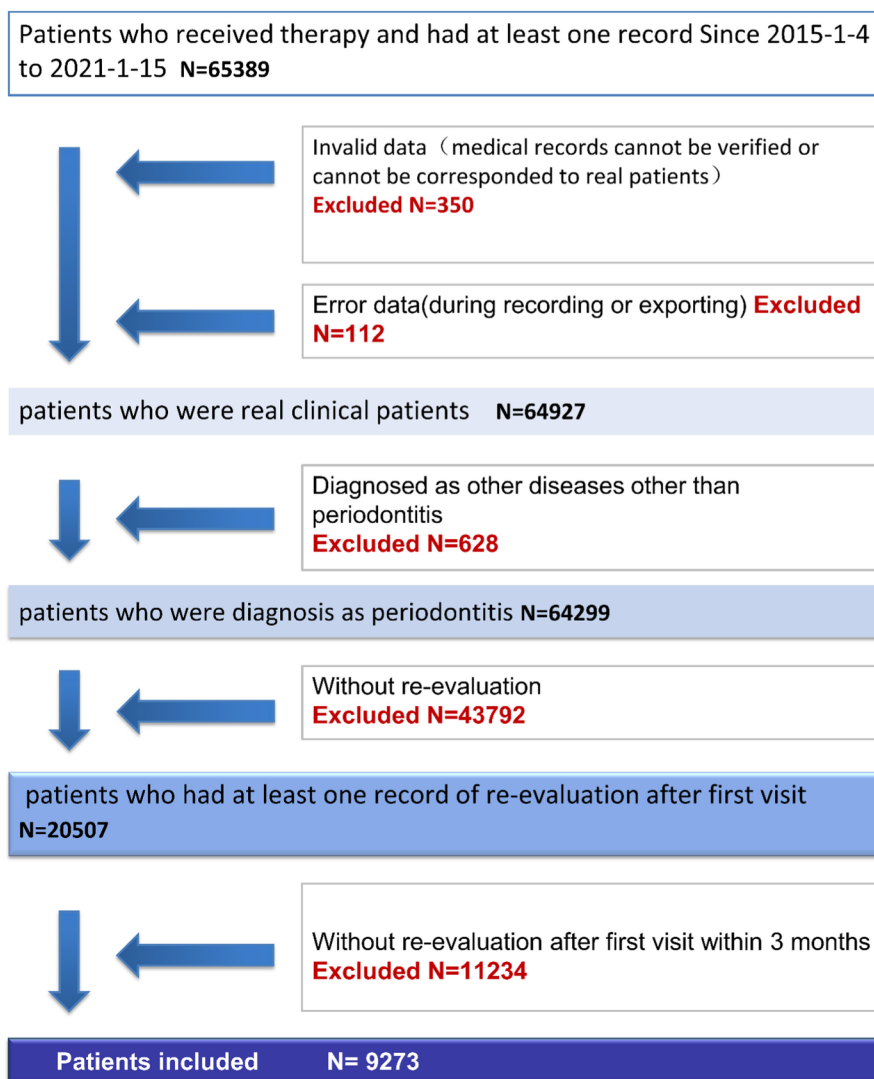 Patients who received therapy and had at least one record Since 2015-1-4
to 2021-1-15 N=65389
Invalid data（medical records cannot be verified or
cannot be corresponded to real patients）
Excluded N=350
Error data(during recording or exporting) Excluded
N=112
patients who were real clinical patients N=64927
Diagnosed as other diseases other than
periodontitis
Excluded N=628
patients who were diagnosis as periodontitis N=64299
Without re-evaluation
Excluded N=43792
patients who had at least one record of re-evaluation after first visit
N=20507
Without re-evaluation after first visit within 3 months
Excluded N=11234
Patients included N= 9273